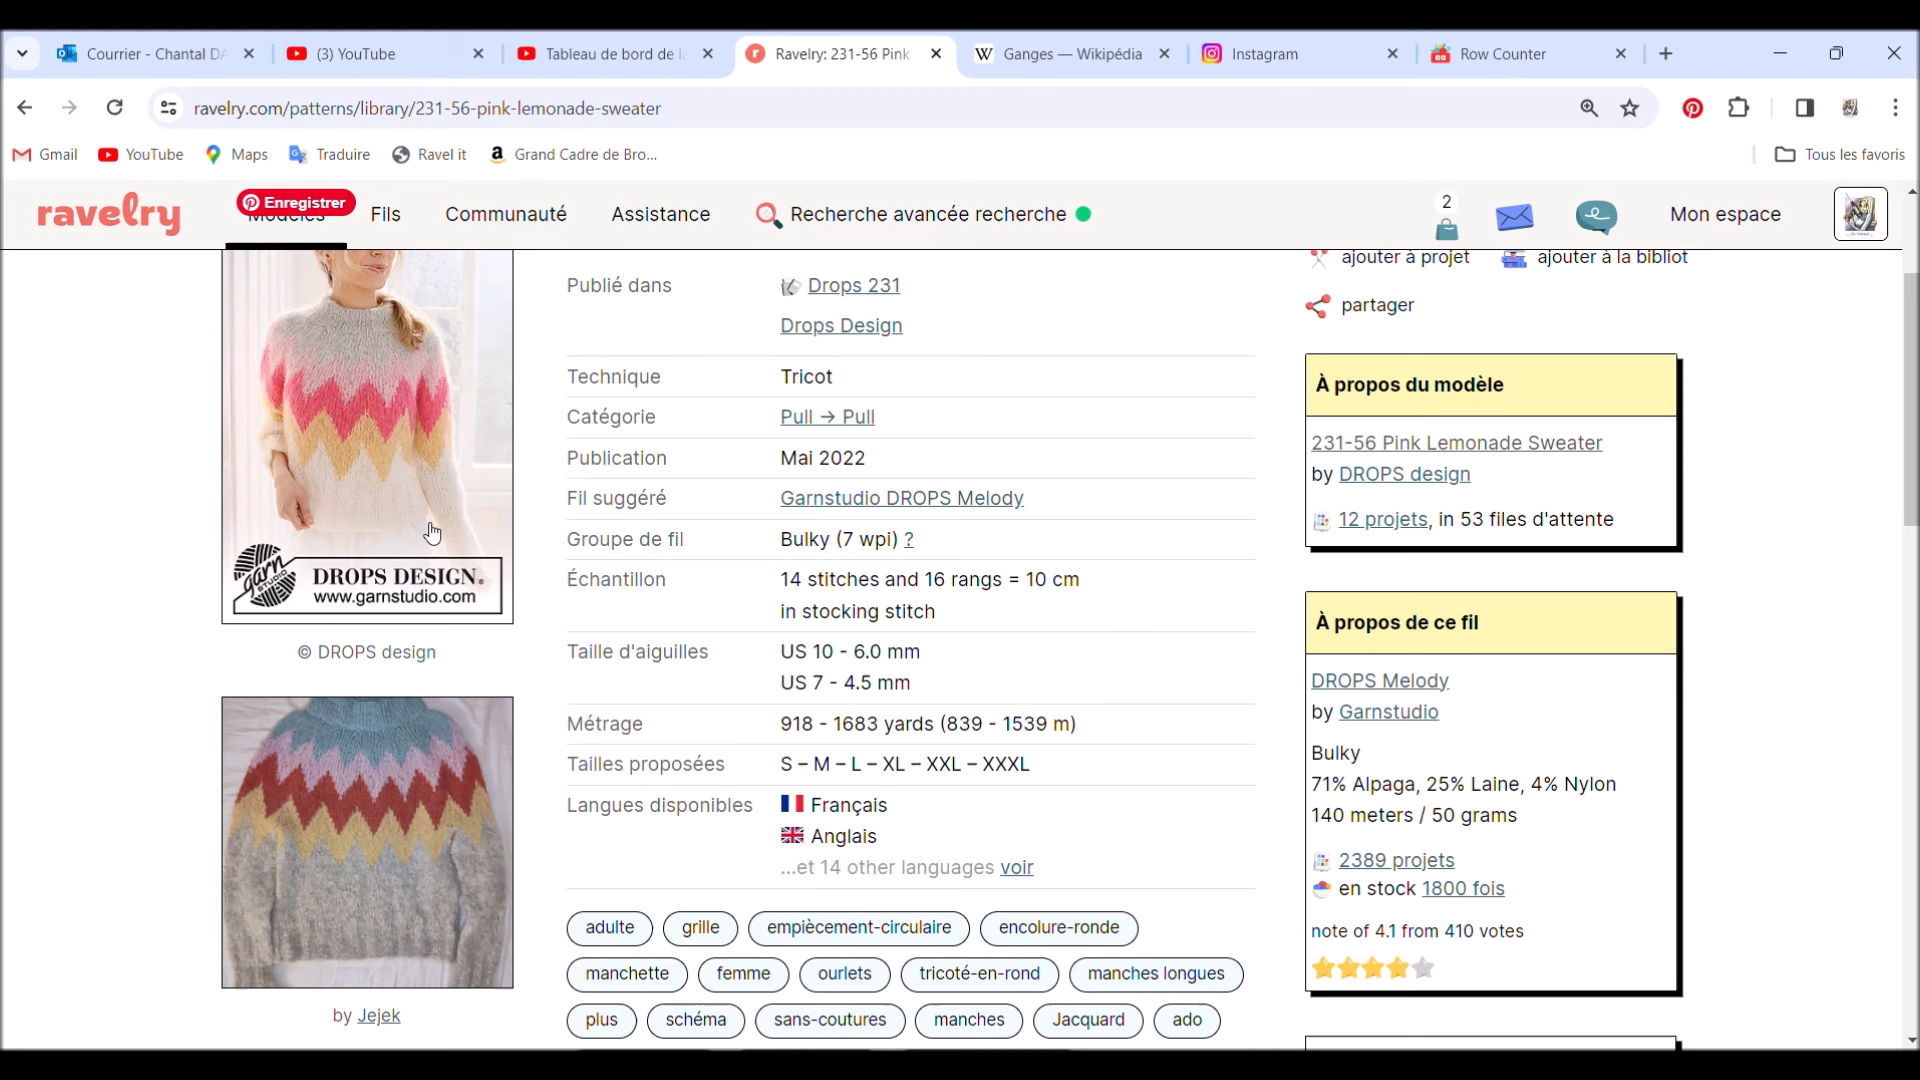 Courrier - Chantal DA
(3) YouTube
Tableau de bord de la
Ravelry: 231-56 Pink
Ganges — Wikipédia
Instagram
Row Counter
ravelry.com/patterns/library/231-56-pink-lemonade-sweater
Gmail
YouTube
Maps
Traduire
Ravel it
Grand Cadre de Bro...
Tous les favoris
ravelry
Enregistrer
Modèles
Fils
Communauté
Assistance
Recherche avancée recherche
2
Mon espace
ajouter à projet
ajouter à la bibliot
partager
garn
STUDIO
DROPS DESIGN®
www.garnstudio.com
© DROPS design
by Jejek
Publié dans
Drops 231
Drops Design
Technique
Tricot
Catégorie
Pull → Pull
Publication
Mai 2022
Fil suggéré
Garnstudio DROPS Melody
Groupe de fil
Bulky (7 wpi) ?
Échantillon
14 stitches and 16 rangs = 10 cm
in stocking stitch
Taille d'aiguilles
US 10 - 6.0 mm
US 7 - 4.5 mm
Métrage
918 - 1683 yards (839 - 1539 m)
Tailles proposées
S – M – L – XL – XXL – XXXL
Langues disponibles
Français
Anglais
...et 14 other languages voir
adulte
grille
empiècement-circulaire
encolure-ronde
manchette
femme
ourlets
tricoté-en-rond
manches longues
plus
schéma
sans-coutures
manches
Jacquard
ado
À propos du modèle
231-56 Pink Lemonade Sweater
by DROPS design
12 projets, in 53 files d'attente
À propos de ce fil
DROPS Melody
by Garnstudio
Bulky
71% Alpaga, 25% Laine, 4% Nylon
140 meters / 50 grams
2389 projets
en stock 1800 fois
note of 4.1 from 410 votes